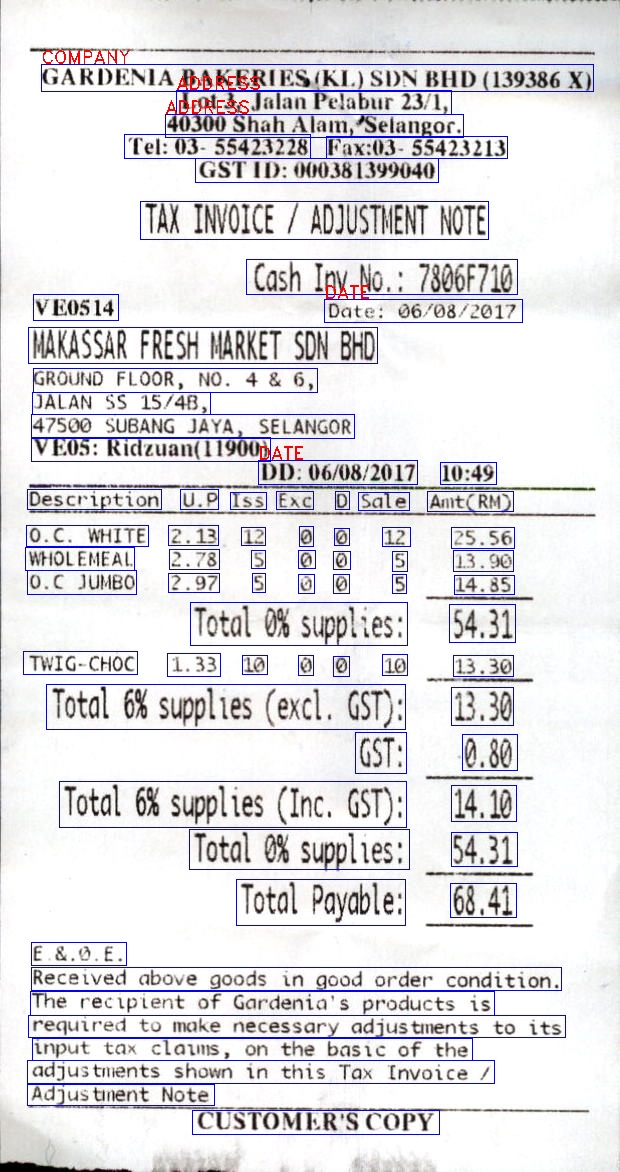 COMPANY
GARDENIA BAKERIES (KL) SDN BHD (139386 X)
ADDRESS
Lot 3, Jalan Pelabur 23/1,
ADDRESS
40300 Shah Alam, Selangor.
Tel: 03- 55423228 Fax:03- 55423213
GST ID: 000381399040
TAX INVOICE / ADJUSTMENT NOTE
Cash Inv No.: 7806F710
DATE
VE0514 Date: 06/08/2017
MAKASSAR FRESH MARKET SDN BHD
GROUND FLOOR, NO. 4 & 6,
JALAN SS 15/4B,
47500 SUBANG JAYA, SELANGOR
VE05: Ridzuan(11900)
DATE
DD: 06/08/2017 10:49
Description U.P Iss Exc D Sale Amt(RM)
O.C. WHITE 2.13 12 0 0 12 25.56
WHOLEMEAL 2.78 5 0 0 5 13.90
O.C JUMBO 2.97 5 0 0 5 14.85
Total 0% supplies: 54.31
TWIG-CHOC 1.33 10 0 0 10 13.30
Total 6% supplies (excl. GST): 13.30
GST: 0.80
Total 6% supplies (Inc. GST): 14.10
Total 0% supplies: 54.31
Total Payable: 68.41
E.&.O.E.
Received above goods in good order condition.
The recipient of Gardenia's products is
required to make necessary adjustments to its
input tax claims, on the basic of the
adjustments shown in this Tax Invoice /
Adjustment Note
CUSTOMER'S COPY